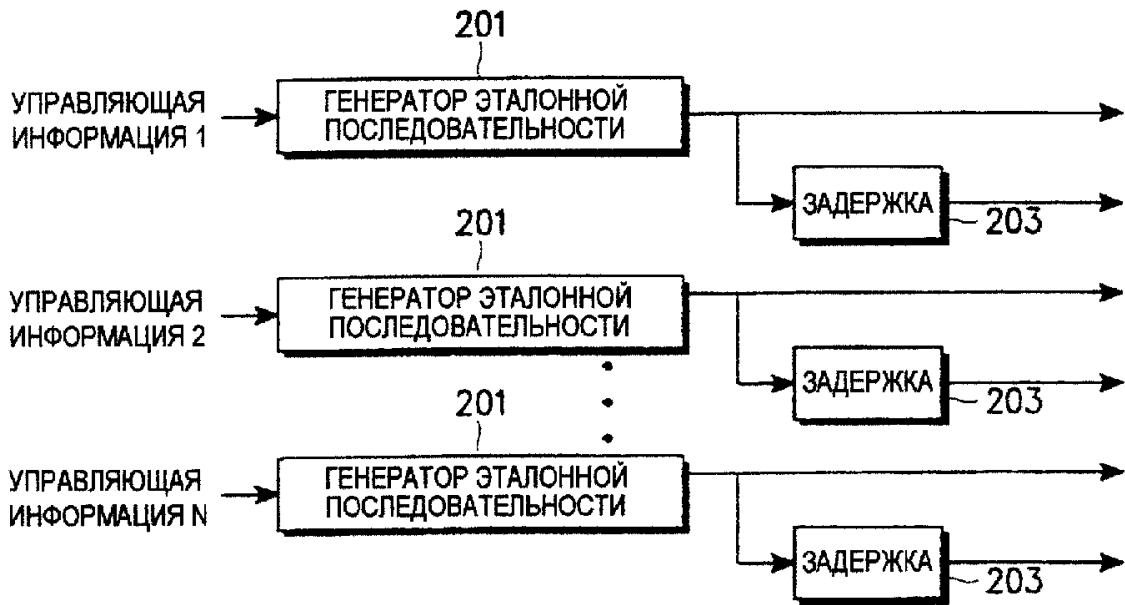 201
УПРАВЛЯЮЩАЯ
ИНФОРМАЦИЯ 1
ГЕНЕРАТОР ЭТАЛОННОЙ
ПОСЛЕДОВАТЕЛЬНОСТИ
ЗАДЕРЖКА
203
201
УПРАВЛЯЮЩАЯ
ИНФОРМАЦИЯ 2
ГЕНЕРАТОР ЭТАЛОННОЙ
ПОСЛЕДОВАТЕЛЬНОСТИ
ЗАДЕРЖКА
203
201
УПРАВЛЯЮЩАЯ
ИНФОРМАЦИЯ N
ГЕНЕРАТОР ЭТАЛОННОЙ
ПОСЛЕДОВАТЕЛЬНОСТИ
ЗАДЕРЖКА
203